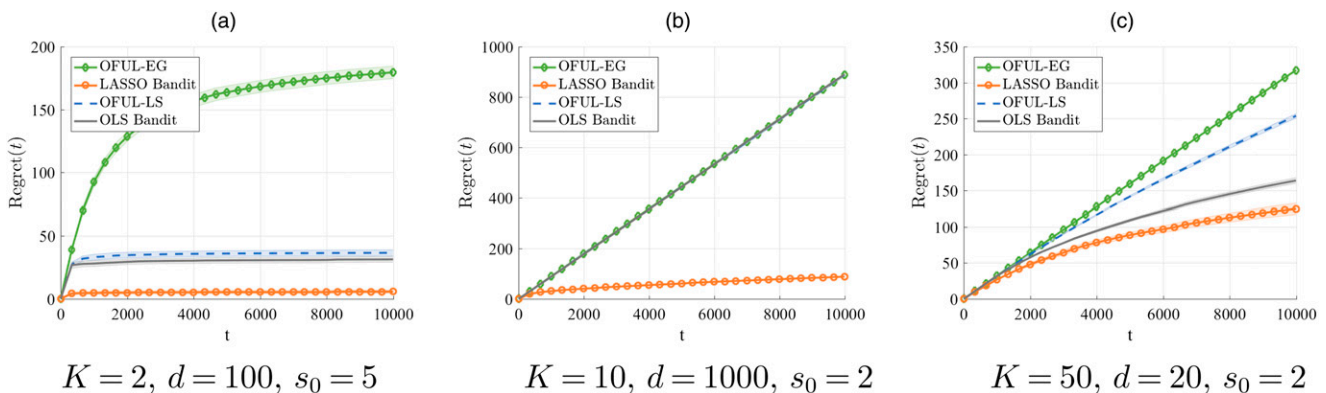 (a)
200
150
100
50
0
OFUL-EG
LASSO Bandit
OFUL-LS
OLS Bandit
Regret(t)
0 2000 4000 6000 8000 10000
t
K = 2, d = 100, s₀ = 5
(b)
1000
800
600
400
200
0
OFUL-EG
LASSO Bandit
OFUL-LS
OLS Bandit
Regret(t)
0 2000 4000 6000 8000 10000
t
K = 10, d = 1000, s₀ = 2
(c)
350
300
250
200
150
100
50
0
OFUL-EG
LASSO Bandit
OFUL-LS
OLS Bandit
Regret(t)
0 2000 4000 6000 8000 10000
t
K = 50, d = 20, s₀ = 2